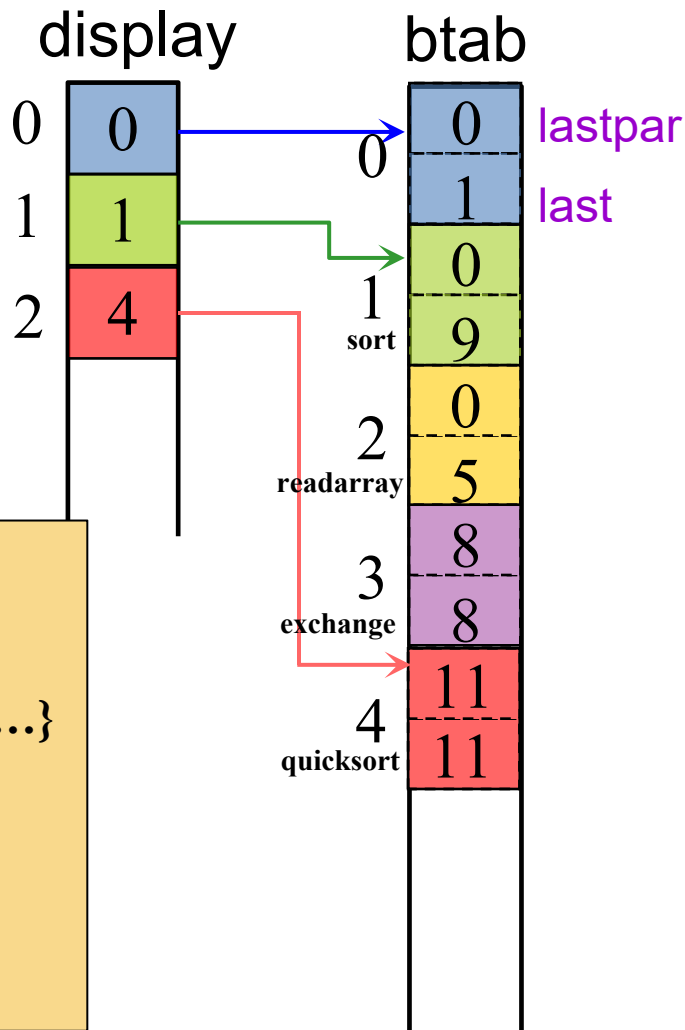 display btab
0 0 0 lastpar
0
1 1 1 last
0
2 4 1
sort 9
0
2
readarray 5
8
3
exchange 8
11
…}
4
quicksort 11